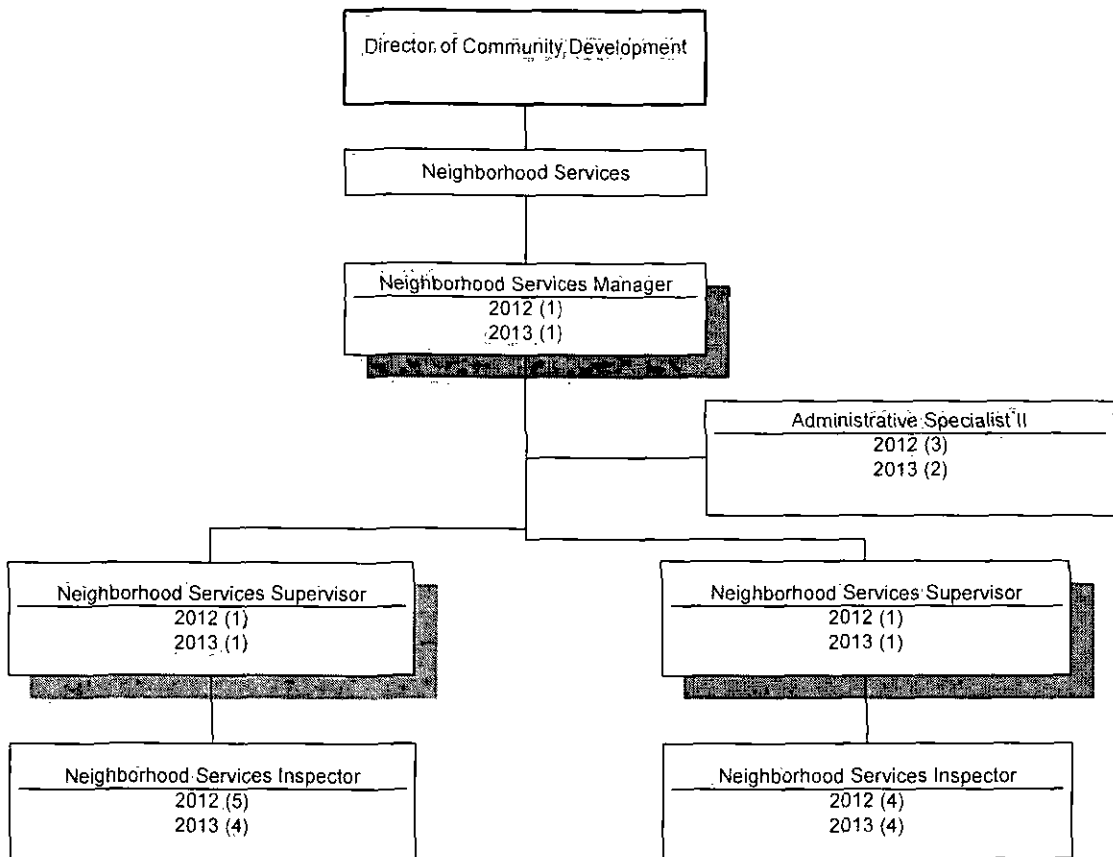 Director of Community Development
Neighborhood Services
Neighborhood Services Manager
2012 (1)
2013 (1)
Administrative Specialist II
2012 (3)
2013 (2)
Neighborhood Services Supervisor
2012 (1)
2013 (1)
Neighborhood Services Supervisor
2012 (1)
2013 (1)
Neighborhood Services Inspector
2012 (5)
2013 (4)
Neighborhood Services Inspector
2012 (4)
2013 (4)